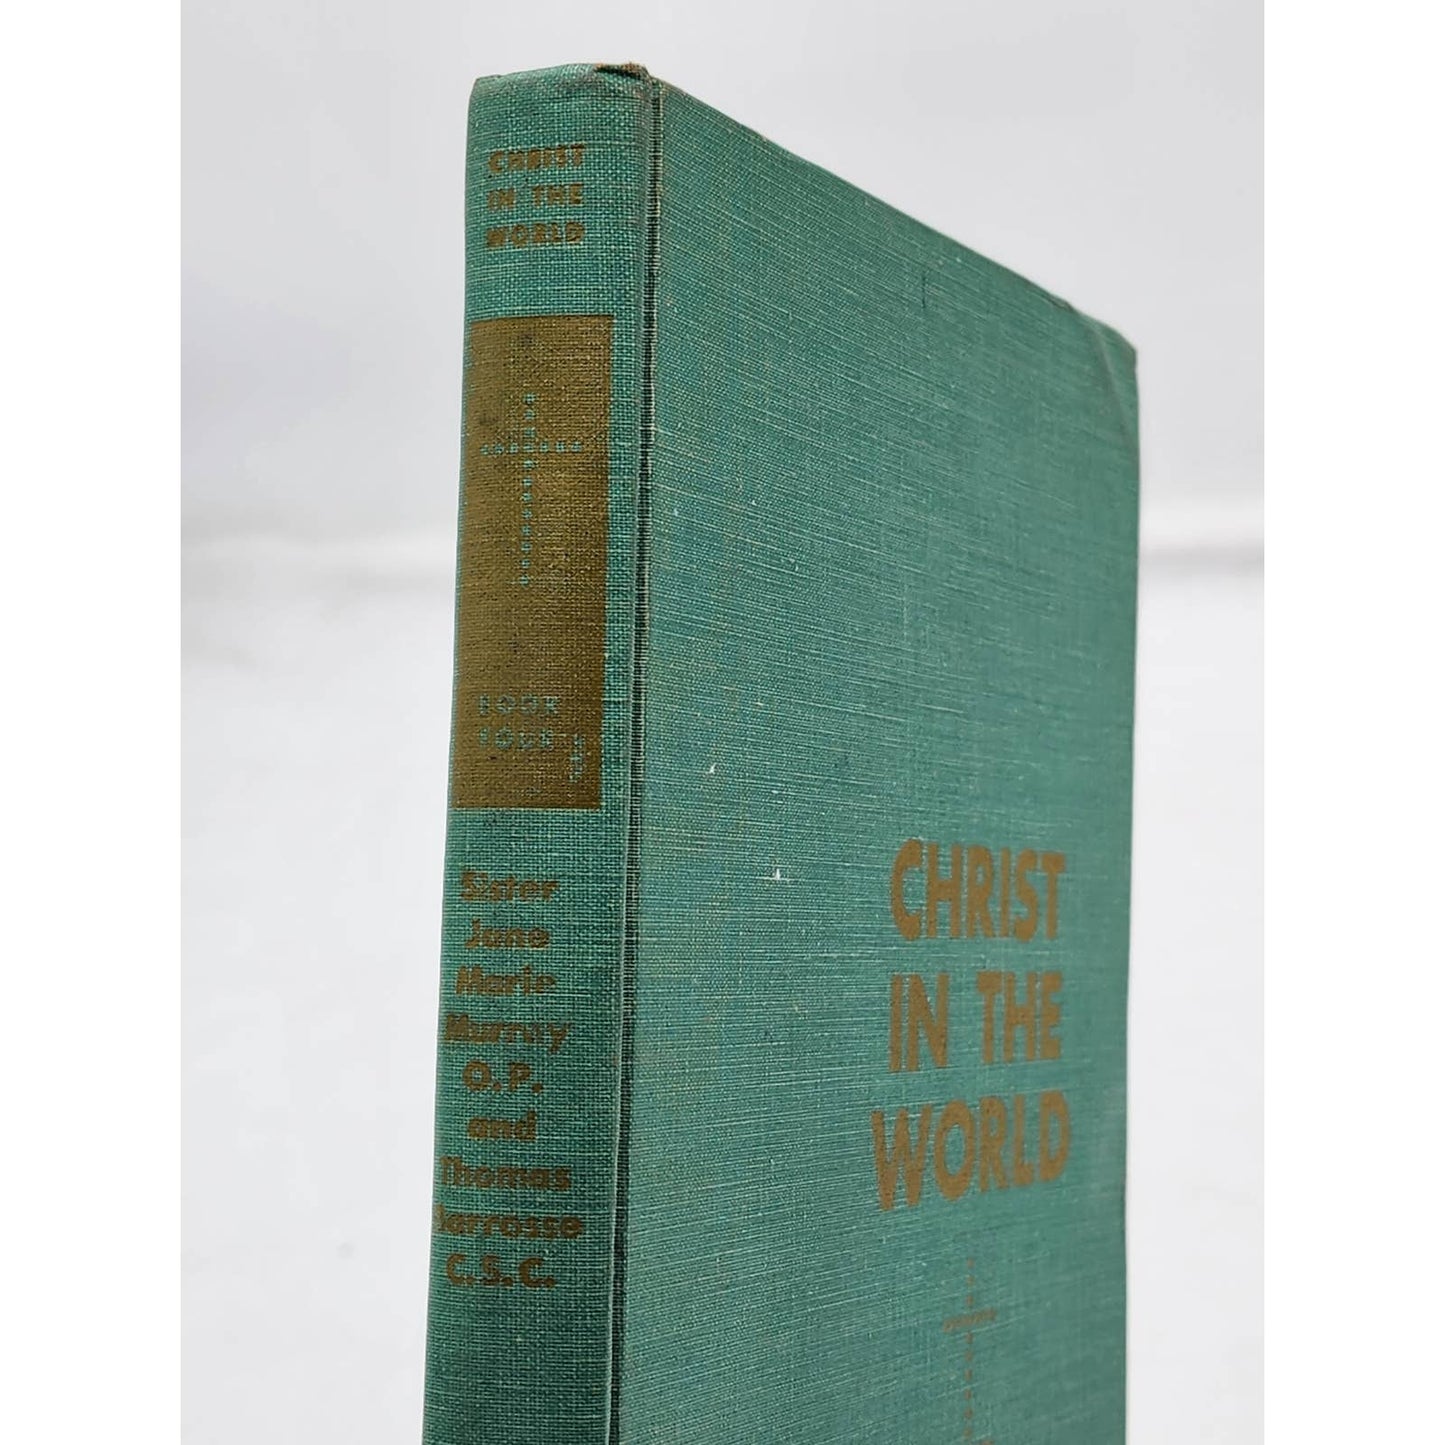 CHRIST
IN THE
WORLD
BOOK
FOUR
Sister
Jane
Marie
Murray
O.P.
and
Thomas
Barrosse
C.S.C.
CHRIST
IN THE
WORLD